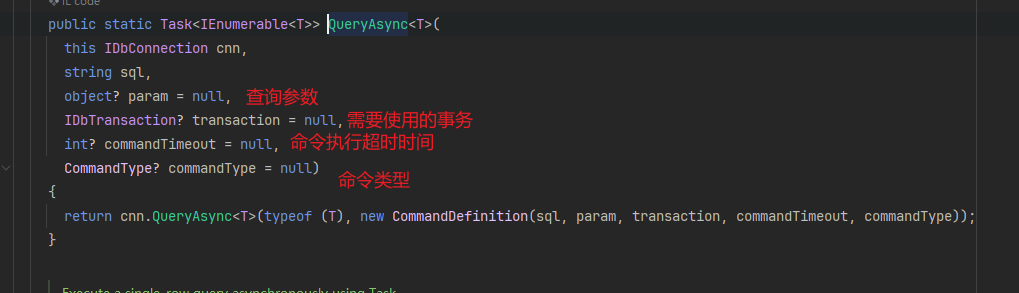 IL code
public static Task<IEnumerable<T>> QueryAsync<T>(
this IDbConnection cnn,
string sql,
object? param = null, 查询参数
IDbTransaction? transaction = null, 需要使用的事务
int? commandTimeout = null, 命令执行超时时间
CommandType? commandType = null) 命令类型
{
return cnn.QueryAsync<T>(typeof (T), new CommandDefinition(sql, param, transaction, commandTimeout, commandType));
}
Execute a single-row query asynchronously using Task.